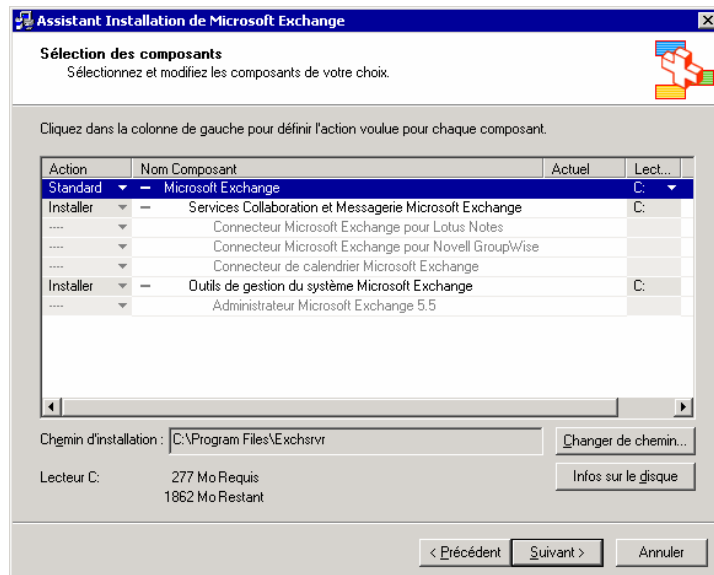 Assistant Installation de Microsoft Exchange
Sélection des composants
Sélectionnez et modifiez les composants de votre choix.
Cliquez dans la colonne de gauche pour définir l'action voulue pour chaque composant.
Action Nom Composant Actuel Lect...
Standard Microsoft Exchange C:
Installer Services Collaboration et Messagerie Microsoft Exchange C:
---- Connecteur Microsoft Exchange pour Lotus Notes
---- Connecteur Microsoft Exchange pour Novell GroupWise
---- Connecteur de calendrier Microsoft Exchange
Installer Outils de gestion du système Microsoft Exchange C:
---- Administrateur Microsoft Exchange 5.5
Chemin d'installation : C:\Program Files\Exchsrvr Changer de chemin...
Lecteur C: 277 Mo Requis Infos sur le disque
1862 Mo Restant
< Précédent Suivant > Annuler